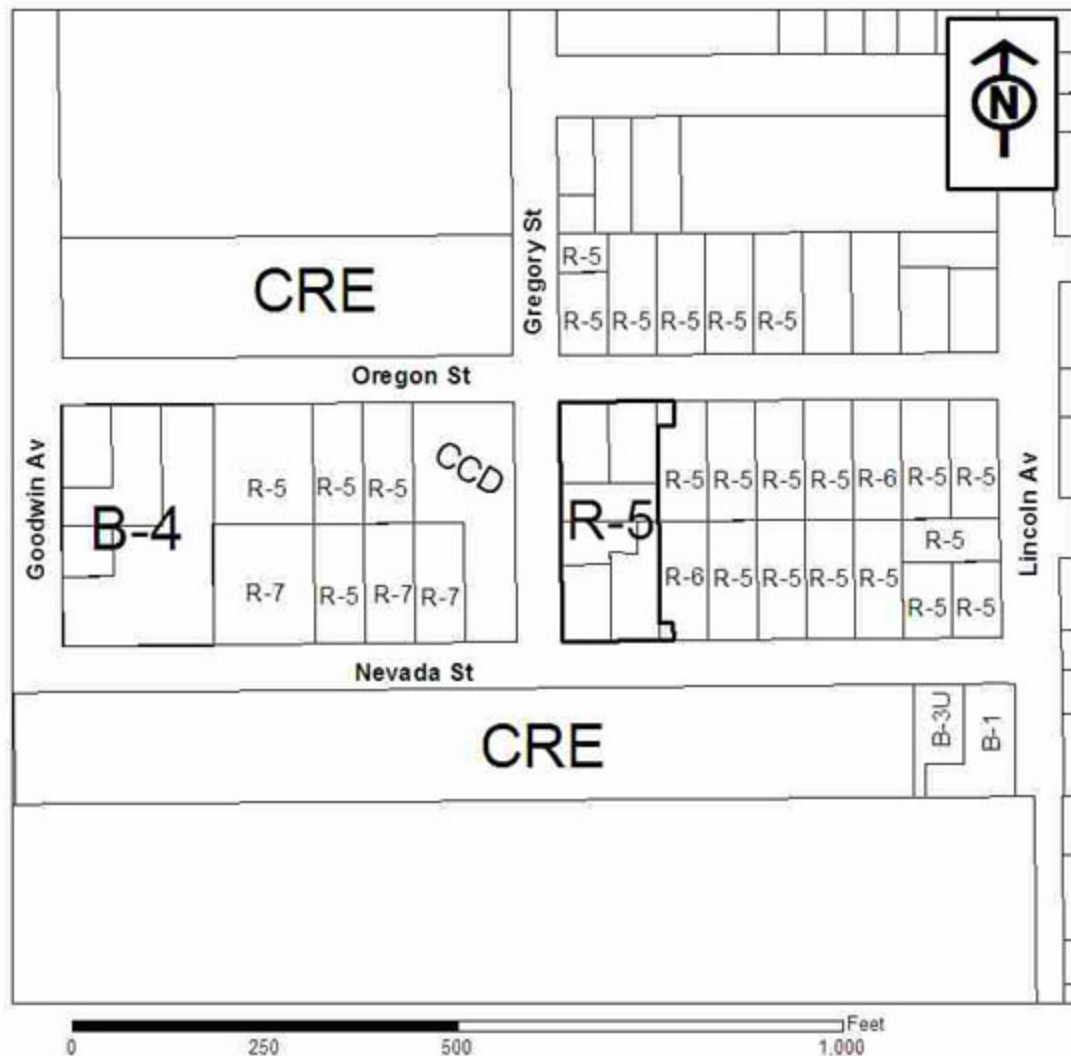 N
Gregory St
CRE
R-5
R-5 R-5 R-5 R-5 R-5
Oregon St
Goodwin Av
B-4
R-5 R-5 R-5
CCD
R-7 R-5 R-7 R-7
R-5
R-5 R-5 R-5 R-5 R-6 R-5 R-5
R-5
R-6 R-5 R-5 R-5 R-5
R-5 R-5
Lincoln Av
Nevada St
CRE
B-3U
B-1
Feet
0 250 500 1,000